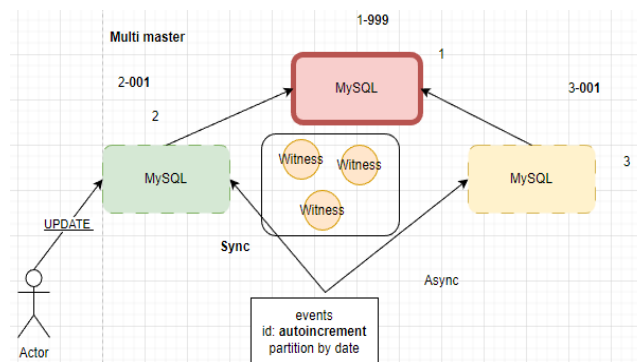 1-999
Multi master
1
MySQL
2-001
3-001
2
Witness
Witness
MySQL
MySQL
3
Witness
UPDATE
Sync
Async
events
id: autoincrement
partition by date
Actor